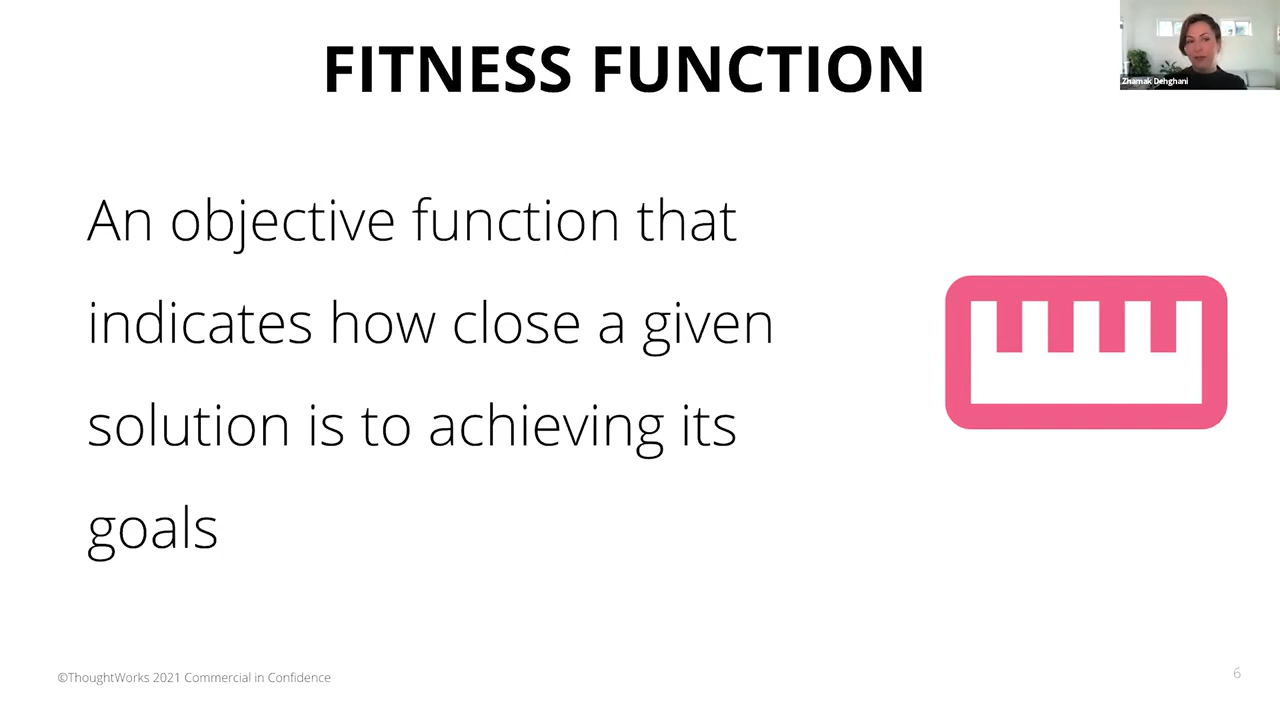 FITNESS FUNCTION
Zhamak Dehghani
An objective function that
indicates how close a given
solution is to achieving its
goals
©ThoughtWorks 2021 Commercial in Confidence
6